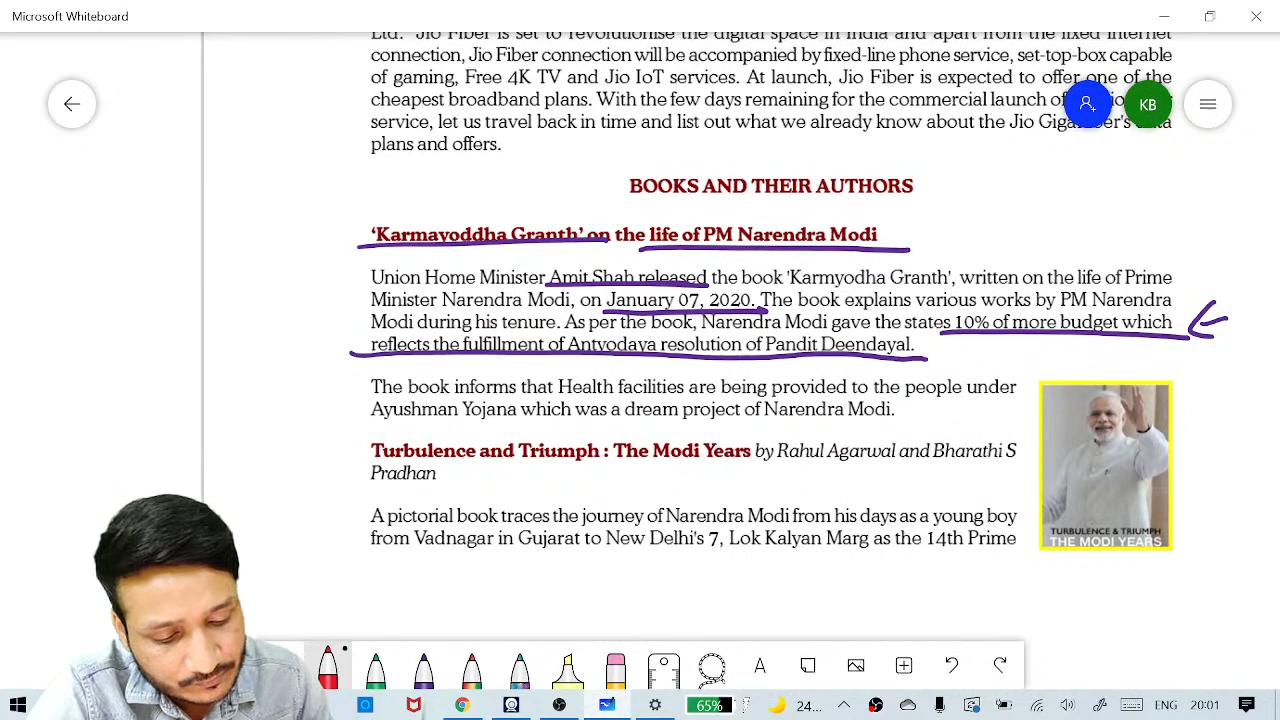 Microsoft Whiteboard
Ltd. Jio Fiber is set to revolutionise the digital space in India and apart from the fixed internet
connection, Jio Fiber connection will be accompanied by fixed-line phone service, set-top-box capable
of gaming, Free 4K TV and Jio IoT services. At launch, Jio Fiber is expected to offer one of the
cheapest broadband plans. With the few days remaining for the commercial launch of
KB
service, let us travel back in time and list out what we already know about the Jio
plans and offers.
BOOKS AND THEIR AUTHORS
‘Karmayoddha Granth’ on the life of PM Narendra Modi
Union Home Minister Amit Shah released the book 'Karmyodha Granth', written on the life of Prime
Minister Narendra Modi, on January 07, 2020. The book explains various works by PM Narendra
Modi during his tenure. As per the book, Narendra Modi gave the states 10% of more budget which
reflects the fulfillment of Antyodaya resolution of Pandit Deendayal.
The book informs that Health facilities are being provided to the people under
Ayushman Yojana which was a dream project of Narendra Modi.
Turbulence and Triumph : The Modi Years by Rahul Agarwal and Bharathi S
Pradhan
A pictorial book traces the journey of Narendra Modi from his days as a young boy
from Vadnagar in Gujarat to New Delhi's 7, Lok Kalyan Marg as the 14th Prime
TURBULENCE & TRIUMPH
THE MODI YEARS
A
65%
24...
ENG
20:01